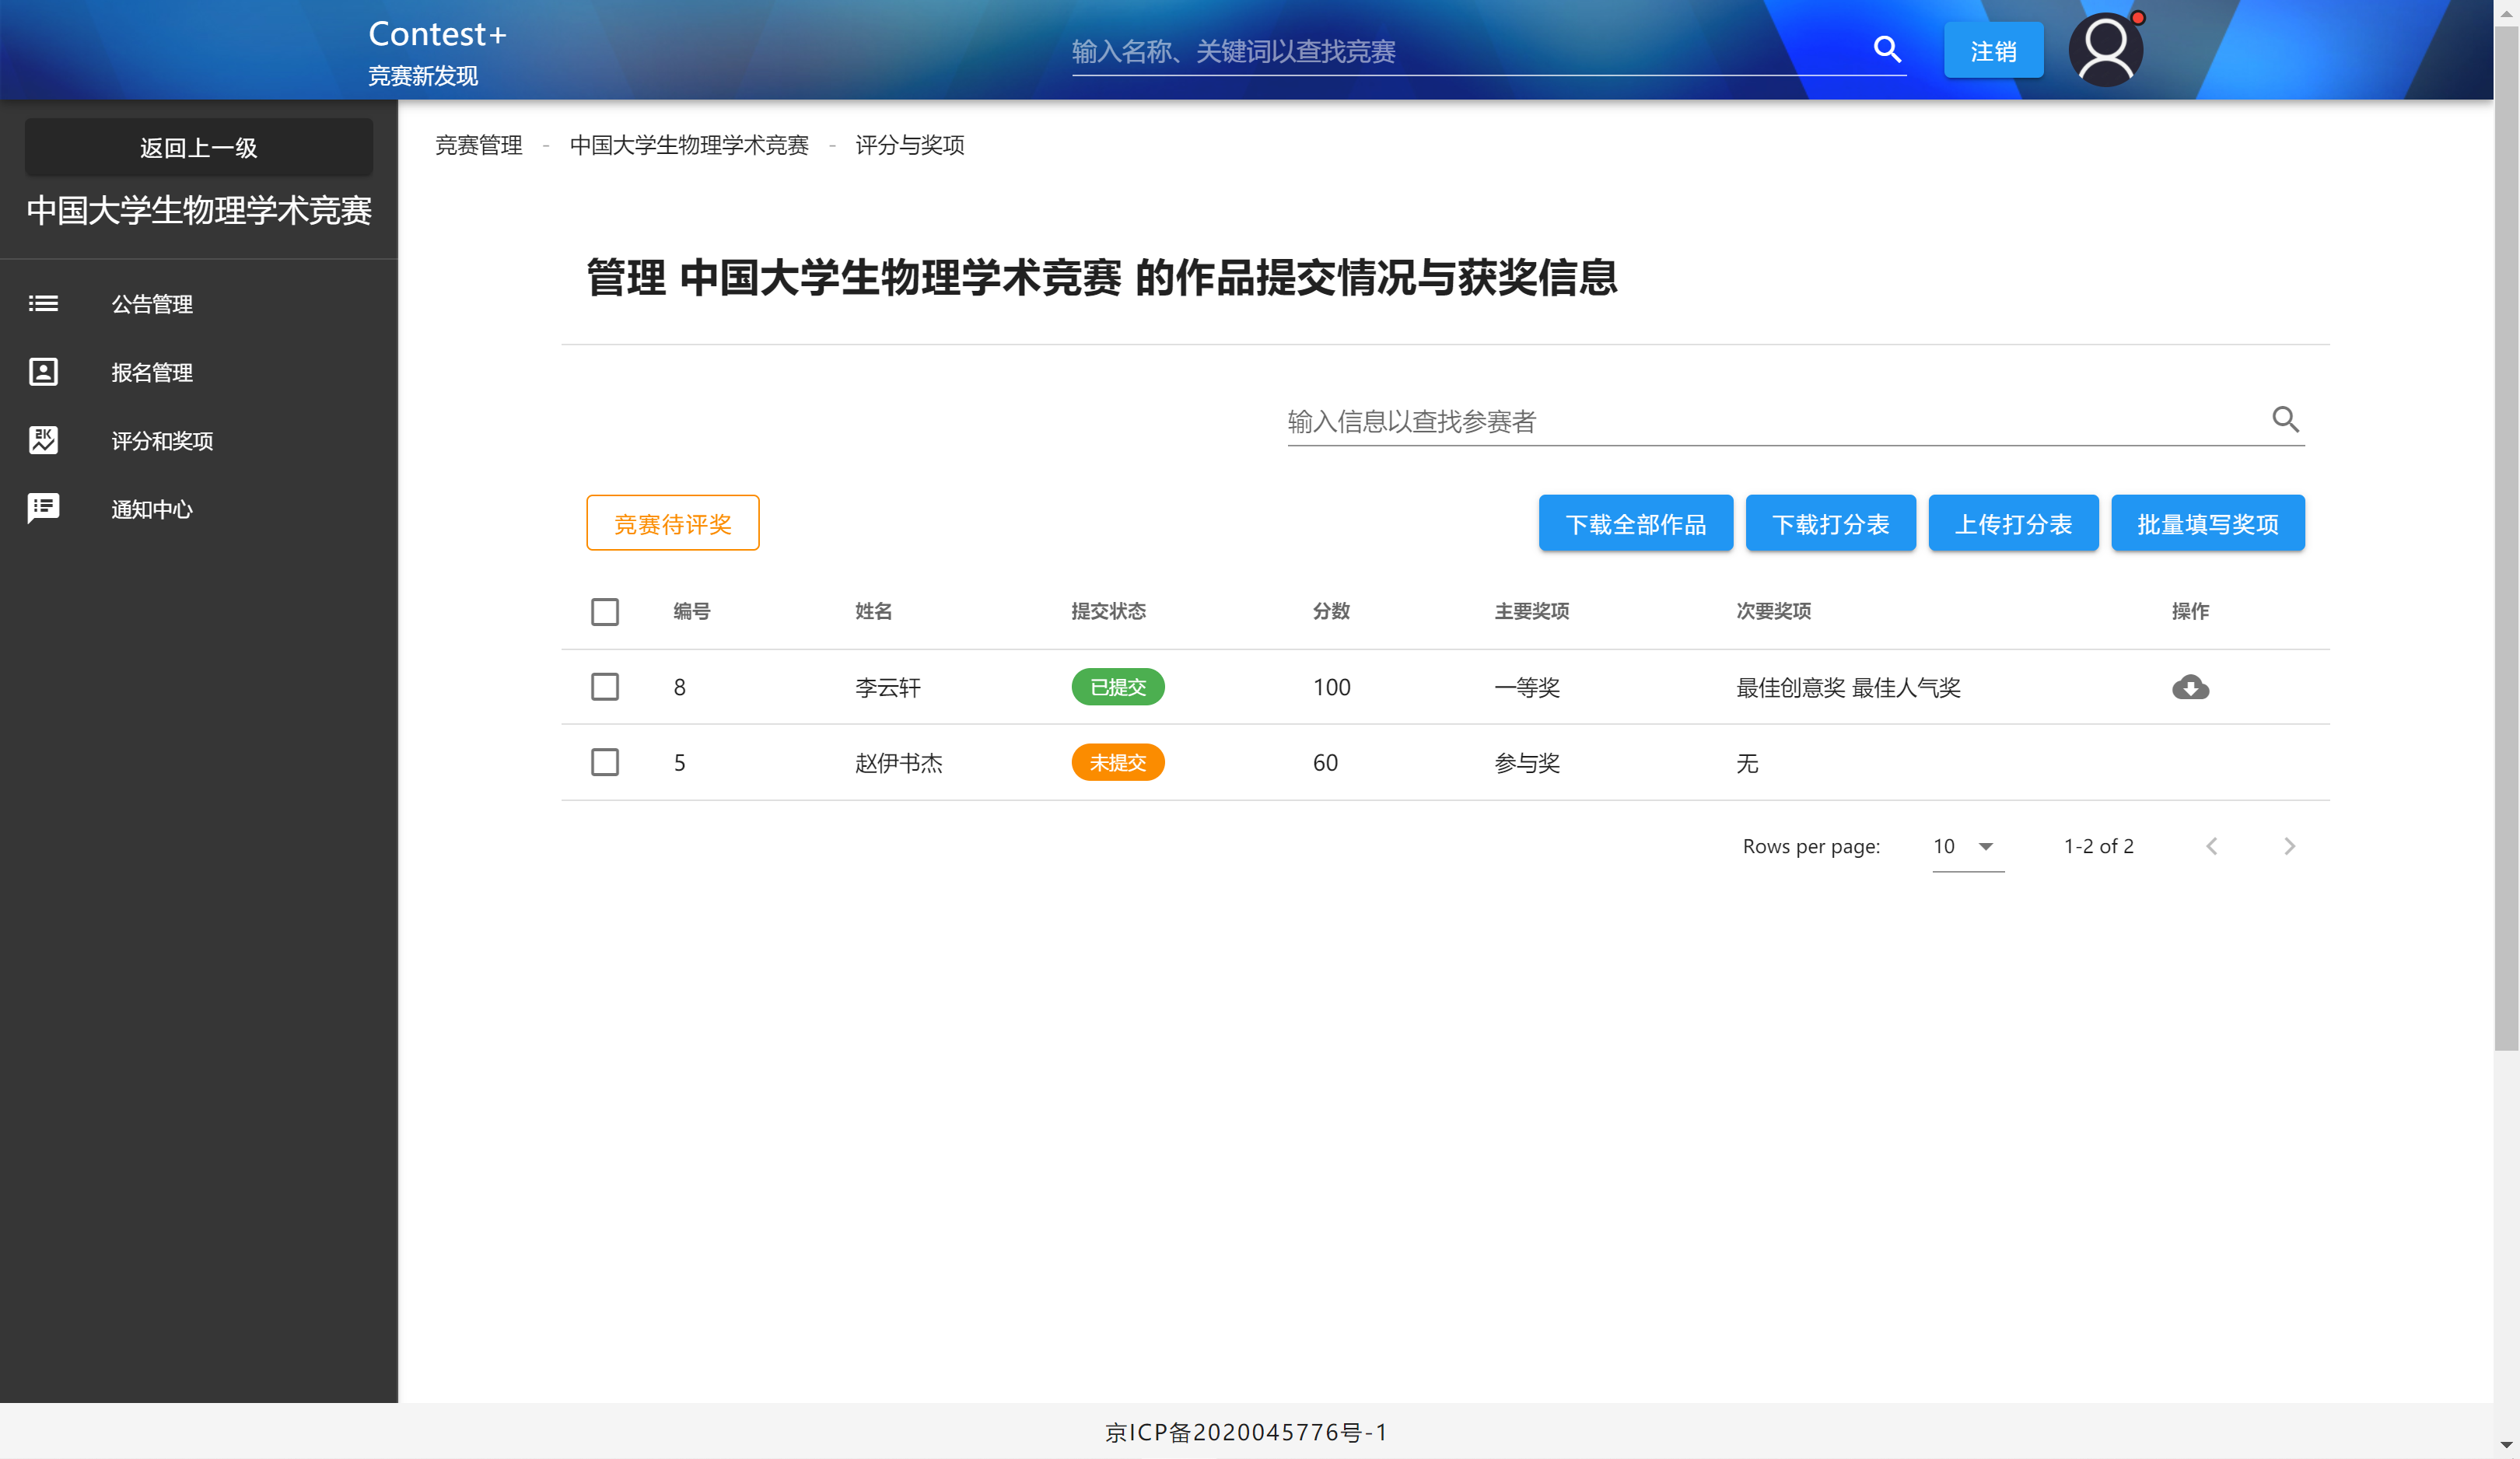 Contest+
竞赛新发现
输入名称、关键词以查找竞赛
注销
返回上一级
中国大学生物理学术竞赛
公告管理
报名管理
2K
评分和奖项
通知中心
竞赛管理 - 中国大学生物理学术竞赛 - 评分与奖项
管理 中国大学生物理学术竞赛 的作品提交情况与获奖信息
输入信息以查找参赛者
竞赛待评奖 下载全部作品 下载打分表 上传打分表 批量填写奖项
编号 姓名 提交状态 分数 主要奖项 次要奖项 操作
8 李云轩 已提交 100 一等奖 最佳创意奖 最佳人气奖
5 赵伊书杰 未提交 60 参与奖 无
Rows per page: 10 1-2 of 2
京ICP备2020045776号-1